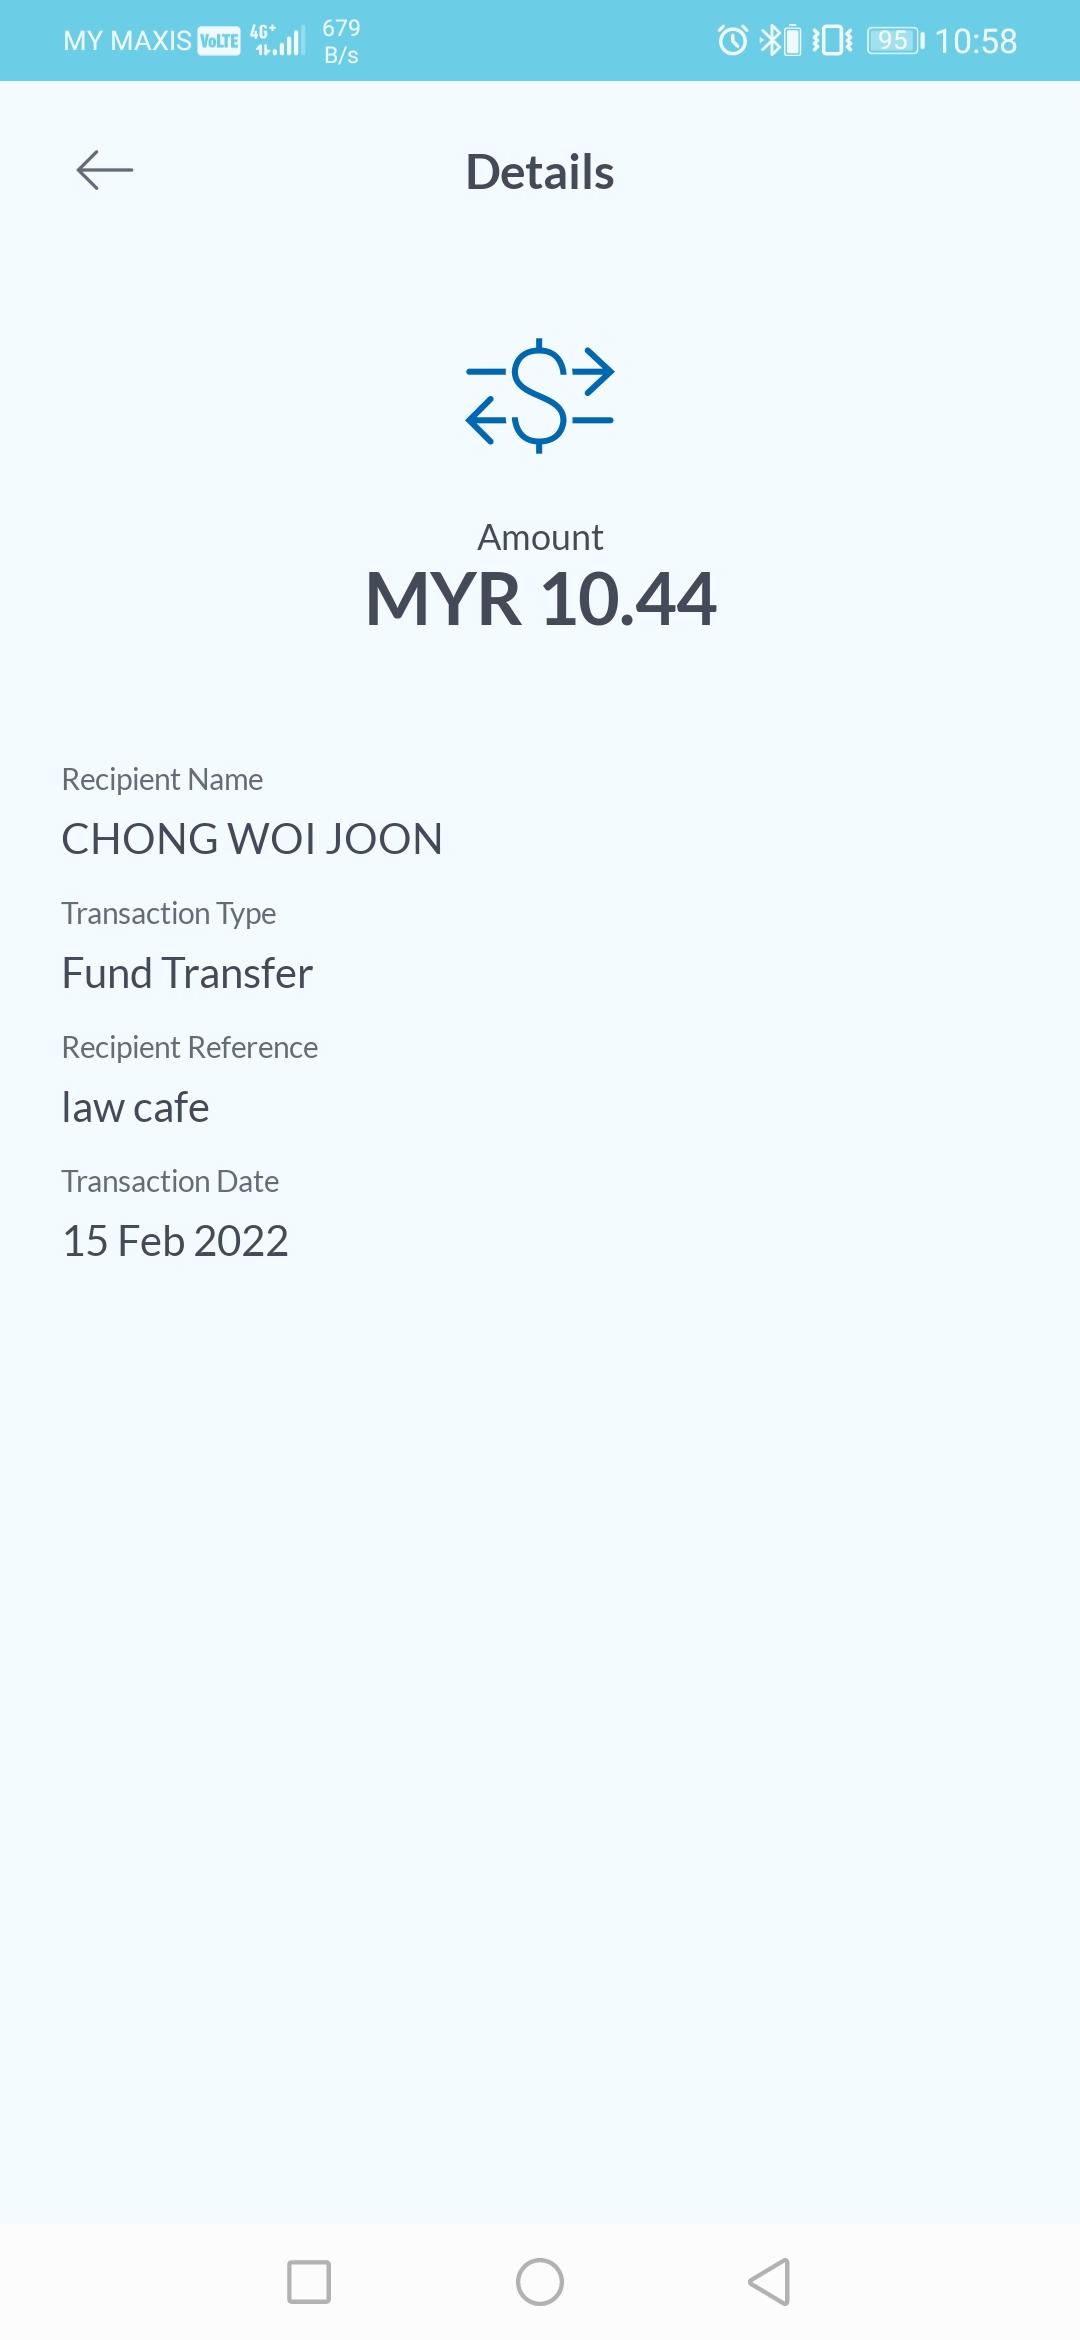 MY MAXIS VoLTE 4G+ 679 B/s 95 10:58
Details
Amount
MYR 10.44
Recipient Name
CHONG WOI JOON
Transaction Type
Fund Transfer
Recipient Reference
law cafe
Transaction Date
15 Feb 2022